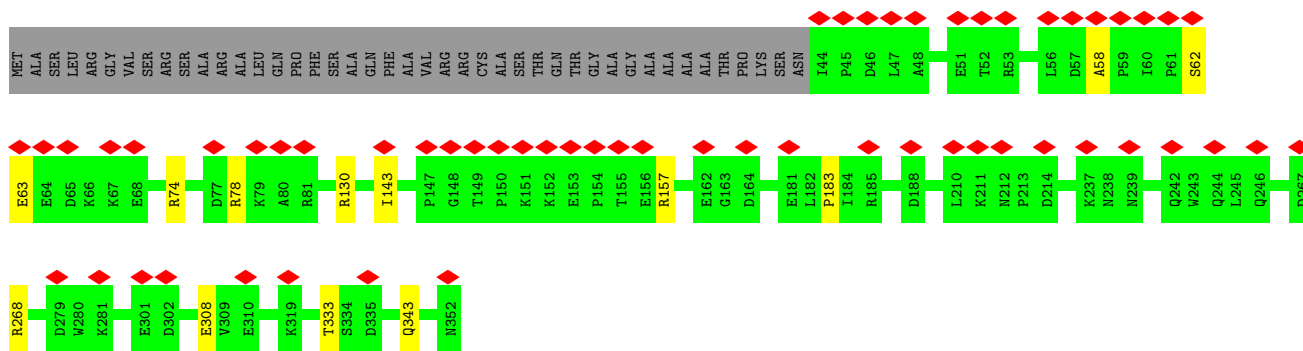 MET ALA SER LEU ARG GLY VAL SER ARG SER ALA ARG ALA LEU GLN PRO PHE SER ALA GLN PHE ALA VAL ARG ARG CYS ALA SER THR GLN THR GLY ALA GLY ALA ALA ALA ALA THR PRO LYS SER ASN I44 P45 D46 L47 A48 E51 T52 R53 L56 D57 A58 P59 I60 P61 S62
E63 E64 D65 K66 K67 E68 R74 D77 R78 K79 A80 R81 R130 I143 P147 G148 T149 P150 K151 K152 E153 P154 T155 E156 R157 E162 G163 D164 E181 L182 P183 I184 R185 D188 L210 K211 N212 P213 D214 K237 N238 N239 Q242 W243 Q244 L245 Q246 D267
R268 D279 W280 K281 E301 D302 E308 V309 E310 K319 T333 S334 D335 Q343 N352